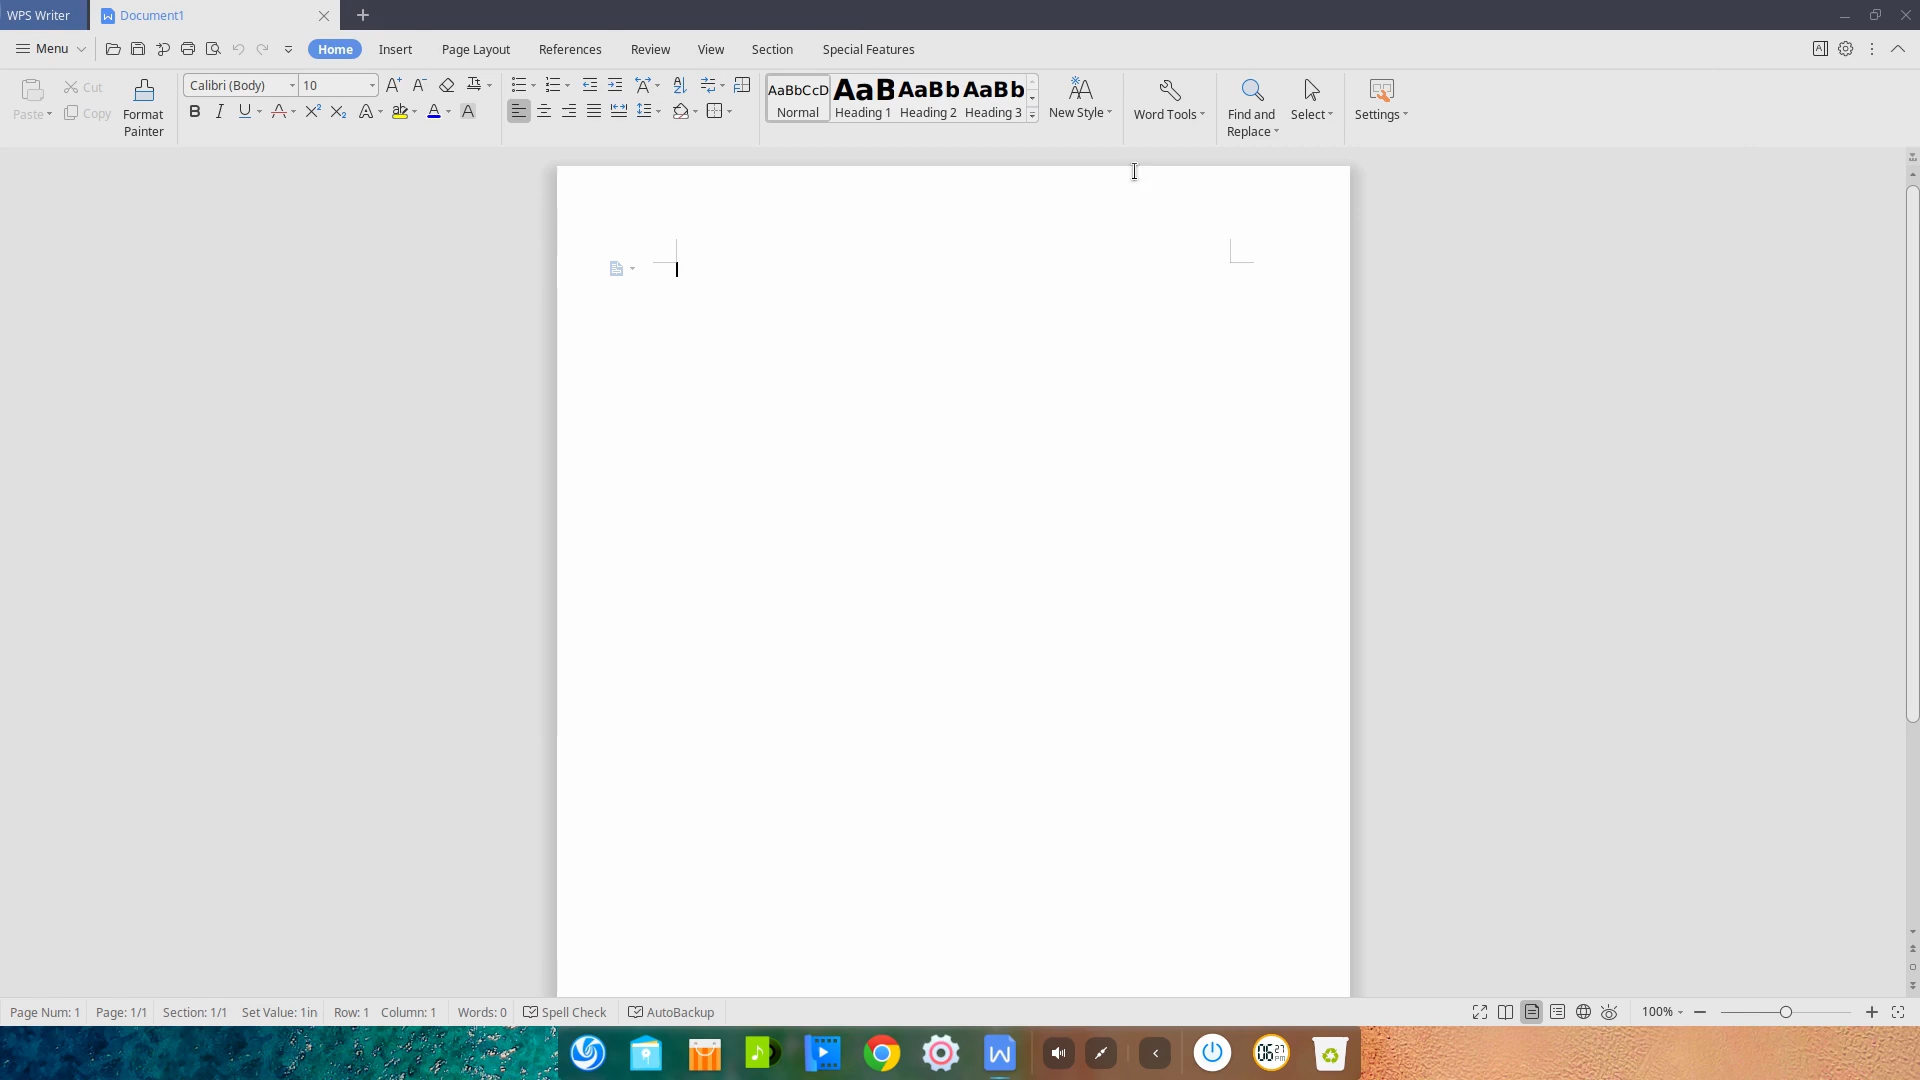 WPS Writer
Document1
Menu
Home
Insert
Page Layout
References
Review
View
Section
Special Features
Paste
Cut
Copy
Format
Painter
Calibri (Body)
10
AaBbCcD
Normal
AaB
Heading 1
AaBb
Heading 2
AaBb
Heading 3
New Style
Word Tools
Find and
Replace
Select
Settings
Page Num: 1
Page: 1/1
Section: 1/1
Set Value: 1in
Row: 1
Column: 1
Words: 0
Spell Check
AutoBackup
100%
06 27
PM